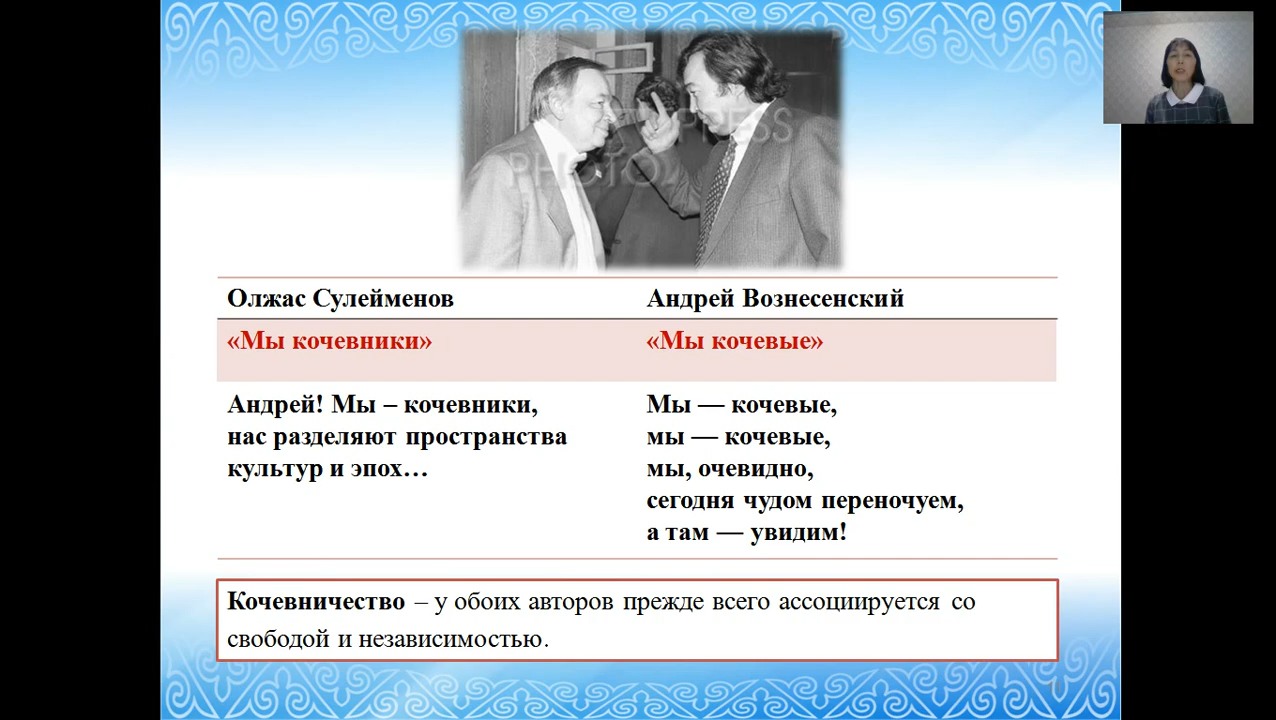 Олжас Сулейменов
Андрей Вознесенский
«Мы кочевники»
«Мы кочевые»
Андрей! Мы – кочевники,
нас разделяют пространства
культур и эпох…
Мы — кочевые,
мы — кочевые,
мы, очевидно,
сегодня чудом переночуем,
а там — увидим!
Кочевничество – у обоих авторов прежде всего ассоциируется со
свободой и независимостью.